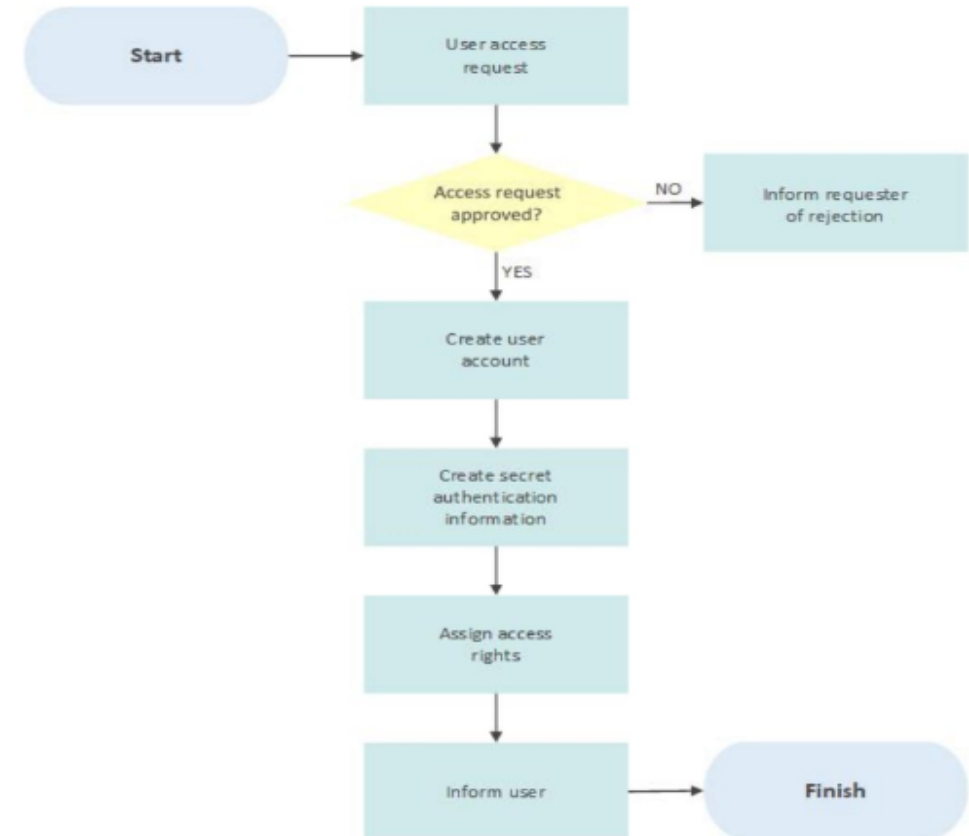 Start
User access
request
Access request
approved?
NO
Inform requester
of rejection
YES
Create user
account
Create secret
authentication
information
Assign access
rights
Inform user
Finish